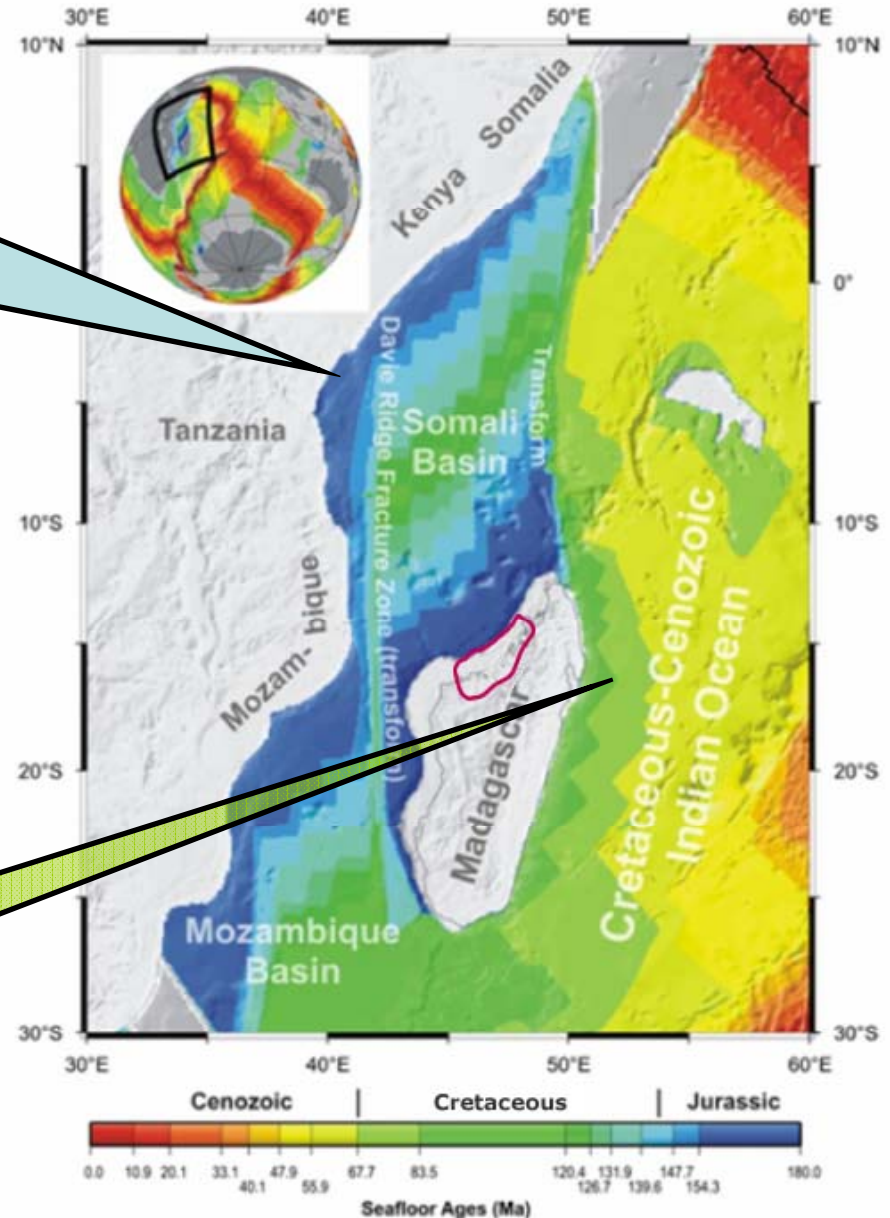 30°E 40°E 50°E 60°E
10°N 10°N
Somalia
Kenya
0°
Davie Ridge Fracture Zone (transform)
Transform
Tanzania
Somali
Basin
10°S 10°S
Mozam-
bique
Cretaceous-Cenozoic
Indian Ocean
Madagascar
20°S 20°S
Mozambique
Basin
30°S 30°S
30°E 40°E 50°E 60°E
Cenozoic | Cretaceous | Jurassic
0.0 10.9 20.1 33.1 47.9 67.7 83.5 120.4 131.9 147.7 180.0
40.1 55.9 126.7 139.6 154.3
Seafloor Ages (Ma)